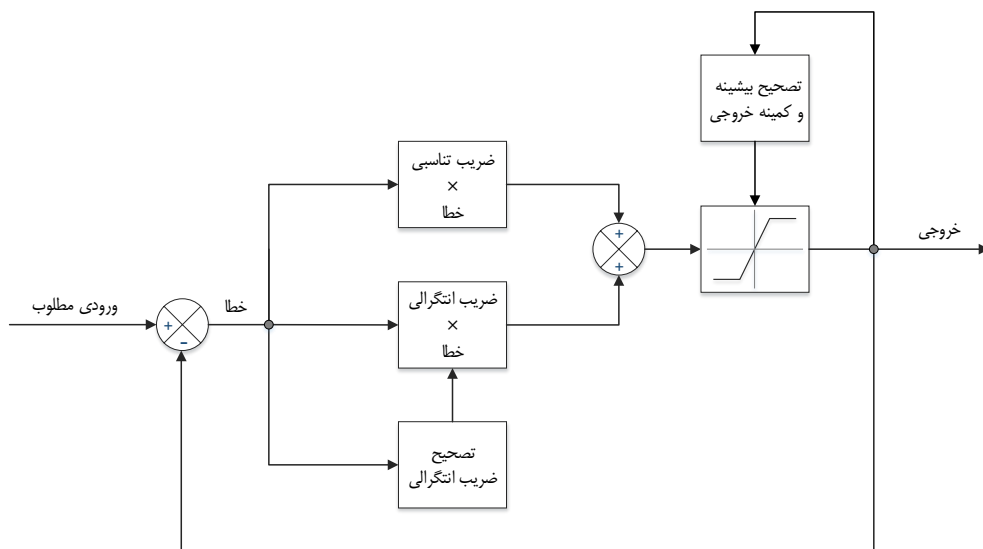 تصحیح بیشینه
و کمینه خروجی
ضریب تناسبی
×
خطا
+
+
خروجی
ورودی مطلوب
+
-
خطا
ضریب انتگرالی
×
خطا
تصحیح
ضریب انتگرالی